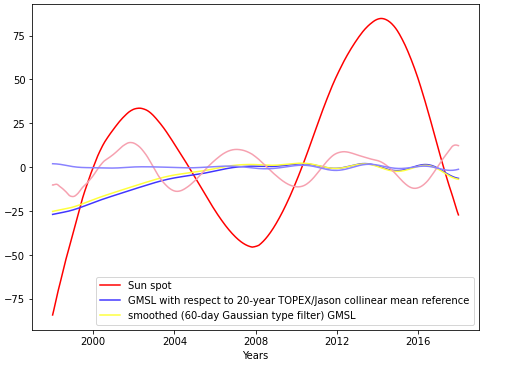 75
50
25
0
−25
−50
−75
Sun spot
GMSL with respect to 20-year TOPEX/Jason collinear mean reference
smoothed (60-day Gaussian type filter) GMSL
2000 2004 2008 2012 2016
Years